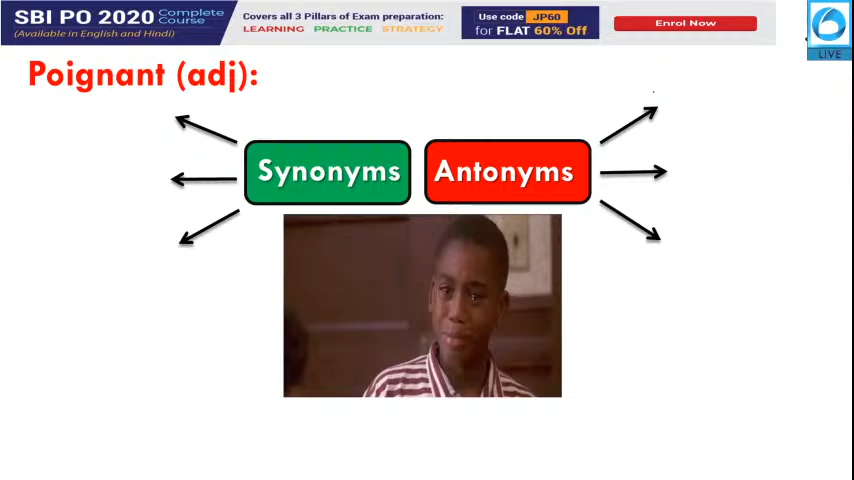 SBI PO 2020 Complete Course
(Available in English and Hindi)
Covers all 3 Pillars of Exam preparation:
LEARNING PRACTICE STRATEGY
Use code JP60
for FLAT 60% Off
Enrol Now
LIVE
Poignant (adj):
Synonyms
Antonyms